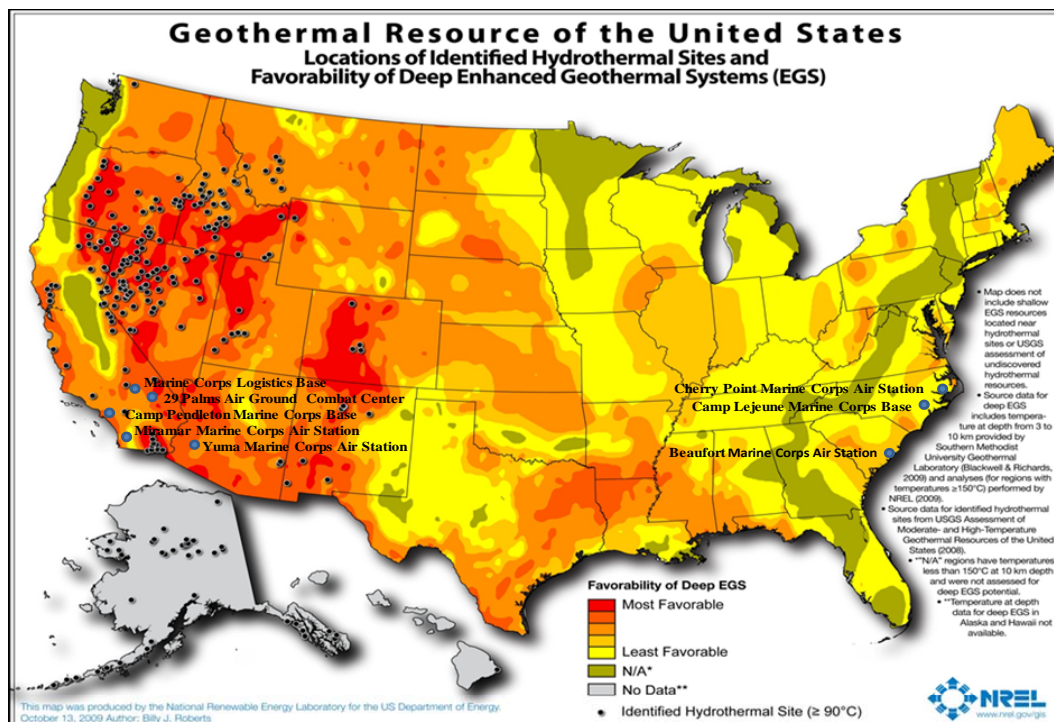 Geothermal Resource of the United States
Locations of Identified Hydrothermal Sites and
Favorability of Deep Enhanced Geothermal Systems (EGS)
Marine Corps Logistics Base
29 Palms Air Ground Combat Center
Camp Pendleton Marine Corps Base
Miramar Marine Corps Air Station
Yuma Marine Corps Air Station
Cherry Point Marine Corps Air Station
Camp Lejeune Marine Corps Base
Beaufort Marine Corps Air Station
• Map does not
include shallow
EGS resources
located near
hydrothermal
sites or USGS
assessment of
undiscovered
hydrothermal
resources.
• Source data for
deep EGS
includes tempera-
ture at depth from 3 to
10 km provided by
Southern Methodist
University Geothermal
Laboratory (Blackwell & Richards,
2009) and analyses (for regions with
temperatures ≥150°C) performed by
NREL (2009).
• Source data for identified hydrothermal
sites from USGS Assessment of
Moderate- and High-Temperature
Geothermal Resources of the United
States (2008).
• "*N/A" regions have temperatures
less than 150°C at 10 km depth
and were not assessed for
deep EGS potential.
• **Temperature at depth
data for deep EGS in
Alaska and Hawaii not
available.
Favorability of Deep EGS
Most Favorable
Least Favorable
N/A*
No Data**
Identified Hydrothermal Site (≥ 90°C)
This map was produced by the National Renewable Energy Laboratory for the US Department of Energy.
October 13, 2009 Author: Billy J. Roberts
NREL
www.nrel.gov/gis